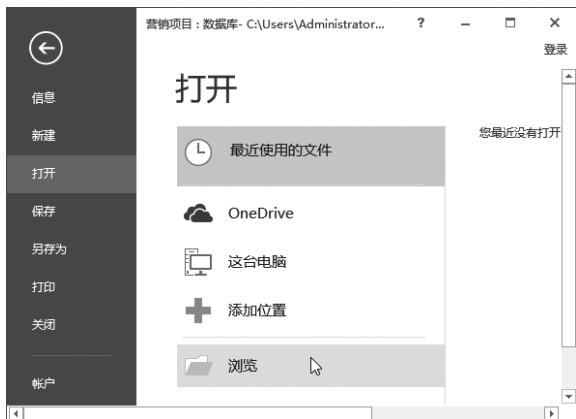 营销项目 : 数据库- C:\Users\Administrator...
?
登录
信息
新建
打开
保存
另存为
打印
关闭
帐户
打开
最近使用的文件
OneDrive
这台电脑
添加位置
浏览
您最近没有打开